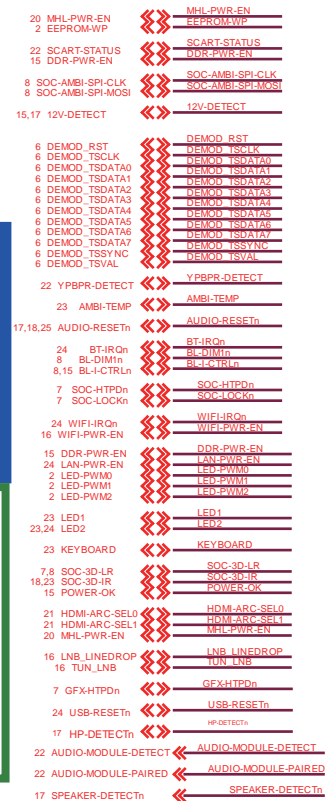 20 MHL-PWR-EN MHL-PWR-EN
2 EEPROM-WP EEPROM-WP
22 SCART-STATUS SCART-STATUS
15 DDR-PWR-EN DDR-PWR-EN
8 SOC-AMBI-SPI-CLK SOC-AMBI-SPI-CLK
8 SOC-AMBI-SPI-MOSI SOC-AMBI-SPI-MOSI
15,17 12V-DETECT 12V-DETECT
6 DEMOD_RST DEMOD_RST
6 DEMOD_TSCLK DEMOD_TSCLK
6 DEMOD_TSDATA0 DEMOD_TSDATA0
6 DEMOD_TSDATA1 DEMOD_TSDATA1
6 DEMOD_TSDATA2 DEMOD_TSDATA2
6 DEMOD_TSDATA3 DEMOD_TSDATA3
6 DEMOD_TSDATA4 DEMOD_TSDATA4
6 DEMOD_TSDATA5 DEMOD_TSDATA5
6 DEMOD_TSDATA6 DEMOD_TSDATA6
6 DEMOD_TSDATA7 DEMOD_TSDATA7
6 DEMOD_TSSYNC DEMOD_TSSYNC
6 DEMOD_TSVAL DEMOD_TSVAL
22 YPBPR-DETECT YPBPR-DETECT
23 AMBI-TEMP AMBI-TEMP
17,18,25 AUDIO-RESETn AUDIO-RESETn
24 BT-IRQn BT-IRQn
8 BL-DIM1n BL-DIM1n
8,15 BL-I-CTRLn BL-I-CTRLn
7 SOC-HTPDn SOC-HTPDn
7 SOC-LOCKn SOC-LOCKn
24 WIFI-IRQn WIFI-IRQn
16 WIFI-PWR-EN WIFI-PWR-EN
15 DDR-PWR-EN DDR-PWR-EN
24 LAN-PWR-EN LAN-PWR-EN
2 LED-PWM0 LED-PWM0
2 LED-PWM1 LED-PWM1
2 LED-PWM2 LED-PWM2
23 LED1 LED1
23,24 LED2 LED2
23 KEYBOARD KEYBOARD
7,8 SOC-3D-LR SOC-3D-LR
18,23 SOC-3D-IR SOC-3D-IR
15 POWER-OK POWER-OK
21 HDMI-ARC-SEL0 HDMI-ARC-SEL0
21 HDMI-ARC-SEL1 HDMI-ARC-SEL1
20 MHL-PWR-EN MHL-PWR-EN
16 LNB_LINEDROP LNB_LINEDROP
16 TUN_LNB TUN_LNB
7 GFX-HTPDn GFX-HTPDn
24 USB-RESETn USB-RESETn
17 HP-DETECTn HP-DETECTn
22 AUDIO-MODULE-DETECT AUDIO-MODULE-DETECT
22 AUDIO-MODULE-PAIRED AUDIO-MODULE-PAIRED
17 SPEAKER-DETECTn SPEAKER-DETECTn